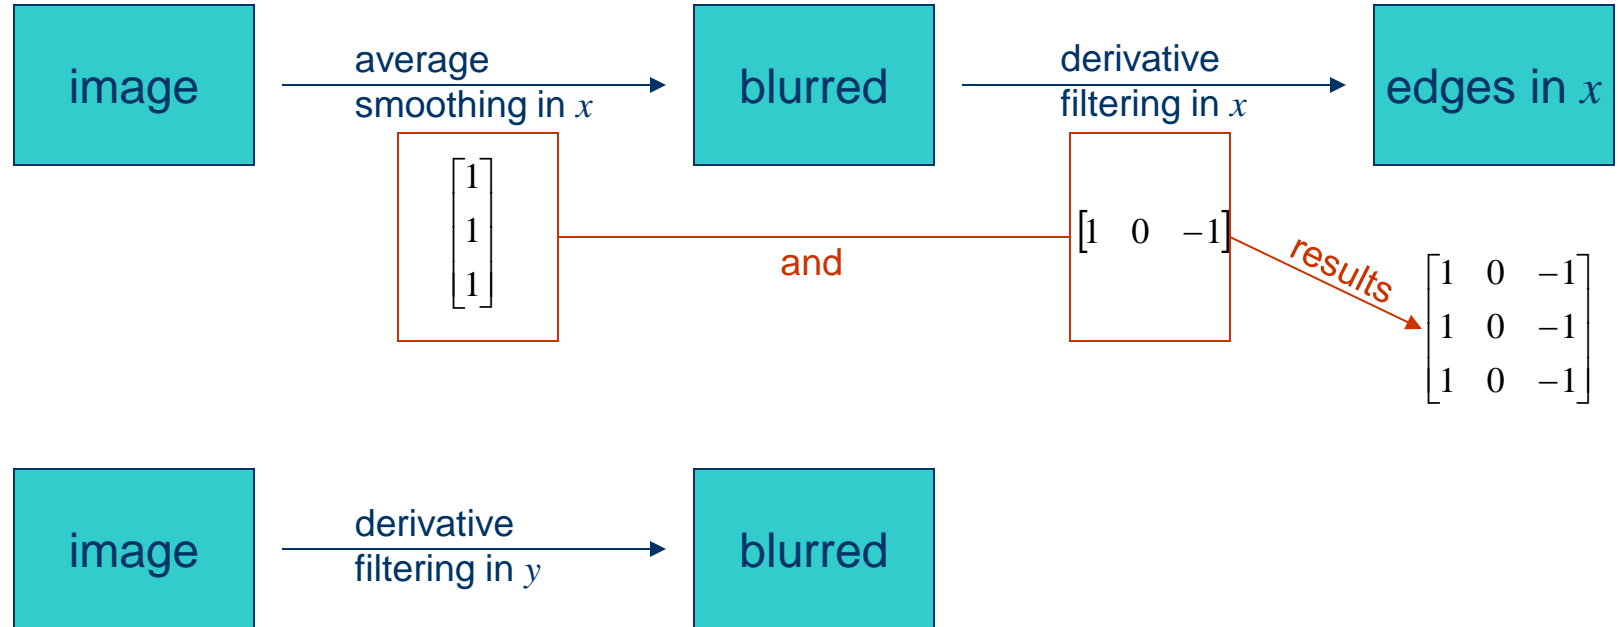 image
average
smoothing in x
blurred
derivative
filtering in x
edges in x
1
1
1
and
[1 0 −1]
results
1 0 −1
1 0 −1
1 0 −1
image
derivative
filtering in y
blurred